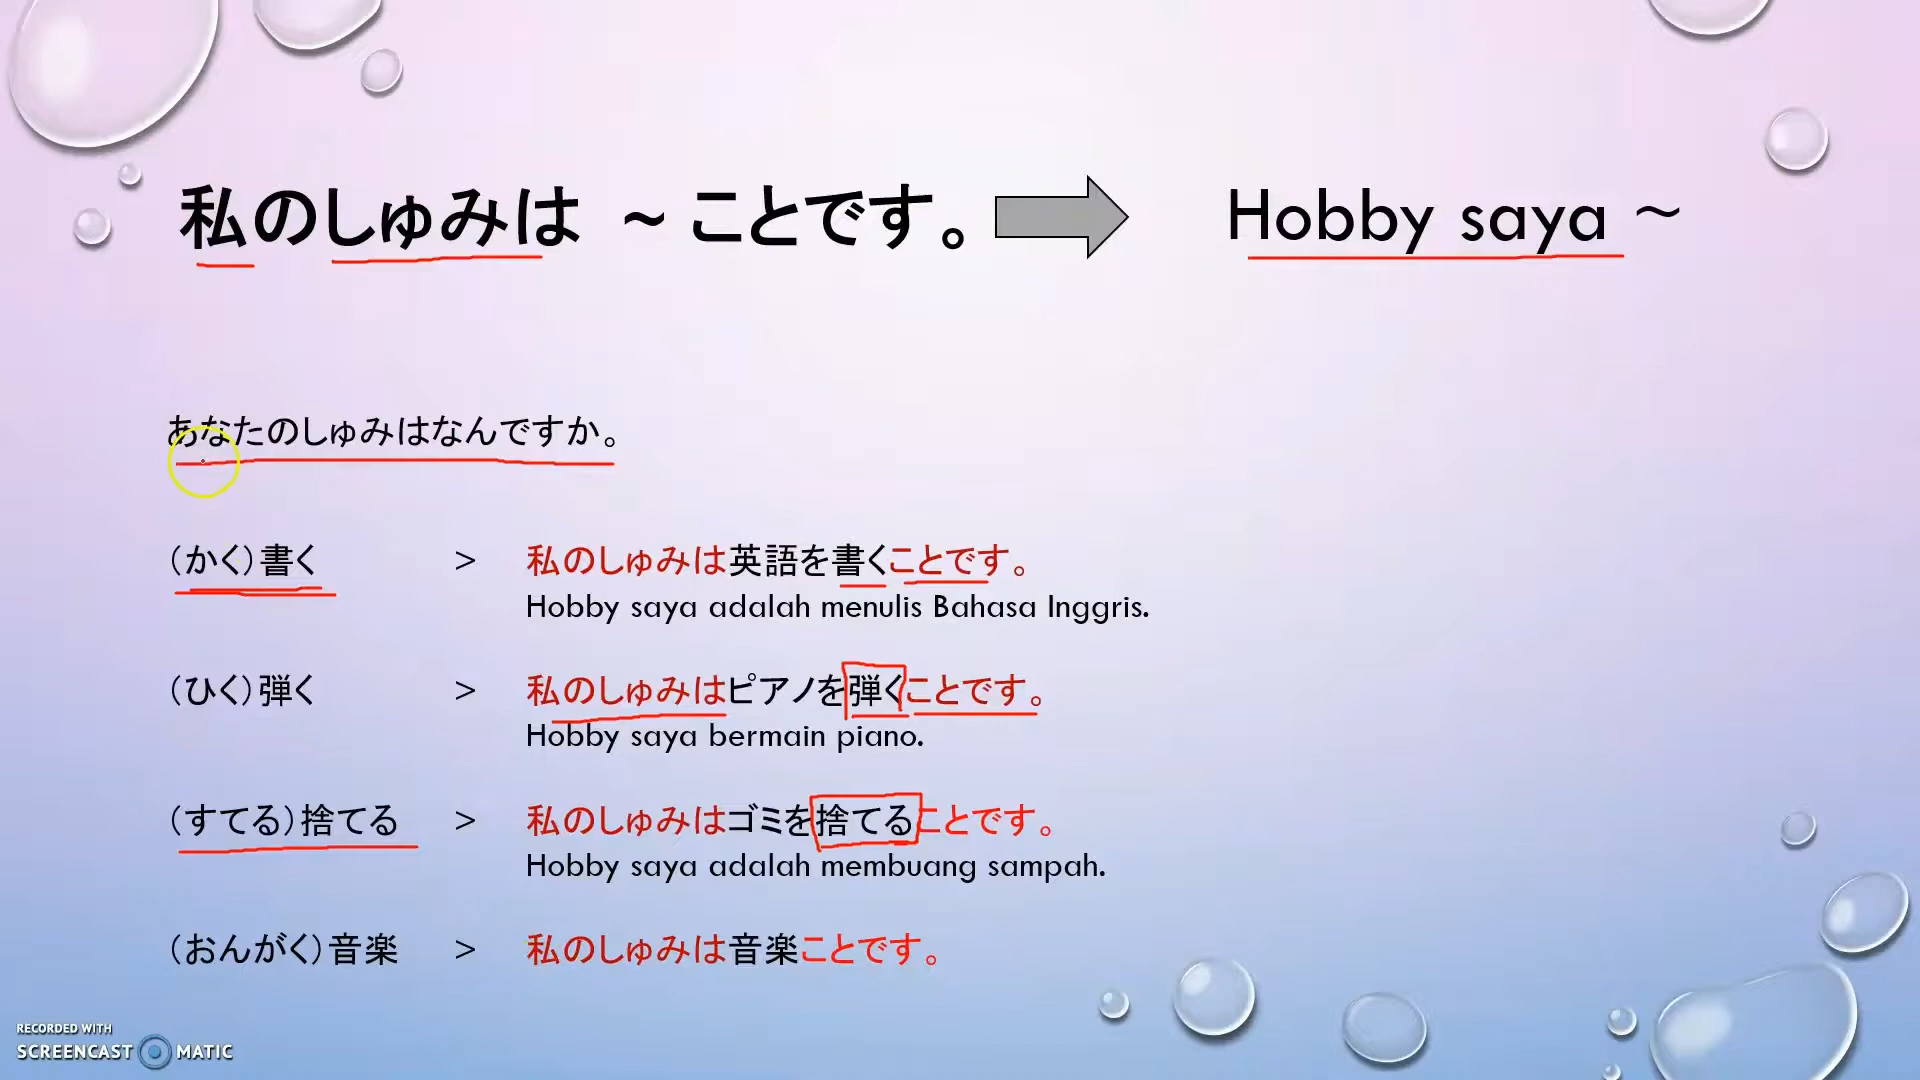 私のしゅみは ~ ことです。 Hobby saya ~
あなたのしゅみはなんですか。
(かく)書く > 私のしゅみは英語を書くことです。
Hobby saya adalah menulis Bahasa Inggris.
(ひく)弾く > 私のしゅみはピアノを弾くことです。
Hobby saya bermain piano.
(すてる)捨てる > 私のしゅみはゴミを捨てることです。
Hobby saya adalah membuang sampah.
(おんがく)音楽 > 私のしゅみは音楽ことです。
RECORDED WITH
SCREENCAST MATIC